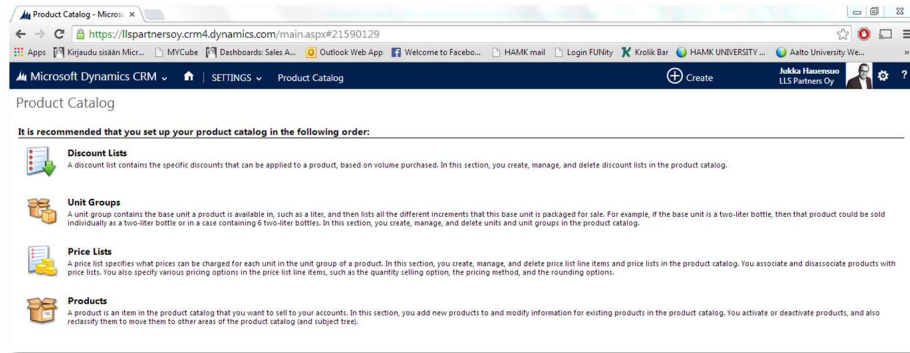 Product Catalog - Micros
https://llspartnersoy.crm4.dynamics.com/main.aspx#21590129
Apps Kirjaudu sisään Micr... MYCube Dashboards: Sales A... Outlook Web App Welcome to Facebo... HAMK mail Login FUNity Krolik Bar HAMK UNIVERSITY ... Aalto University We... »
Microsoft Dynamics CRM SETTINGS Product Catalog Create Jukka Hauensuo ?
LLS Partners Oy
Product Catalog
It is recommended that you set up your product catalog in the following order:
Discount Lists
A discount list contains the specific discounts that can be applied to a product, based on volume purchased. In this section, you create, manage, and delete discount lists in the product catalog.
Unit Groups
A unit group contains the base unit a product is available in, such as a liter, and then lists all the different increments that this base unit is packaged for sale. For example, if the base unit is a two-liter bottle, then that product could be sold
individually as a two-liter bottle or in a case containing 6 two-liter bottles. In this section, you create, manage, and delete units and unit groups in the product catalog.
Price Lists
A price list specifies what prices can be charged for each unit in the unit group of a product. In this section, you create, manage, and delete price list line items and price lists in the product catalog. You associate and disassociate products with
price lists. You also specify various pricing options in the price list line items, such as the quantity selling option, the pricing method, and the rounding options.
Products
A product is an item in the product catalog that you want to sell to your accounts. In this section, you add new products to and modify information for existing products in the product catalog. You activate or deactivate products, and also
reclassify them to move them to other areas of the product catalog (and subject tree).